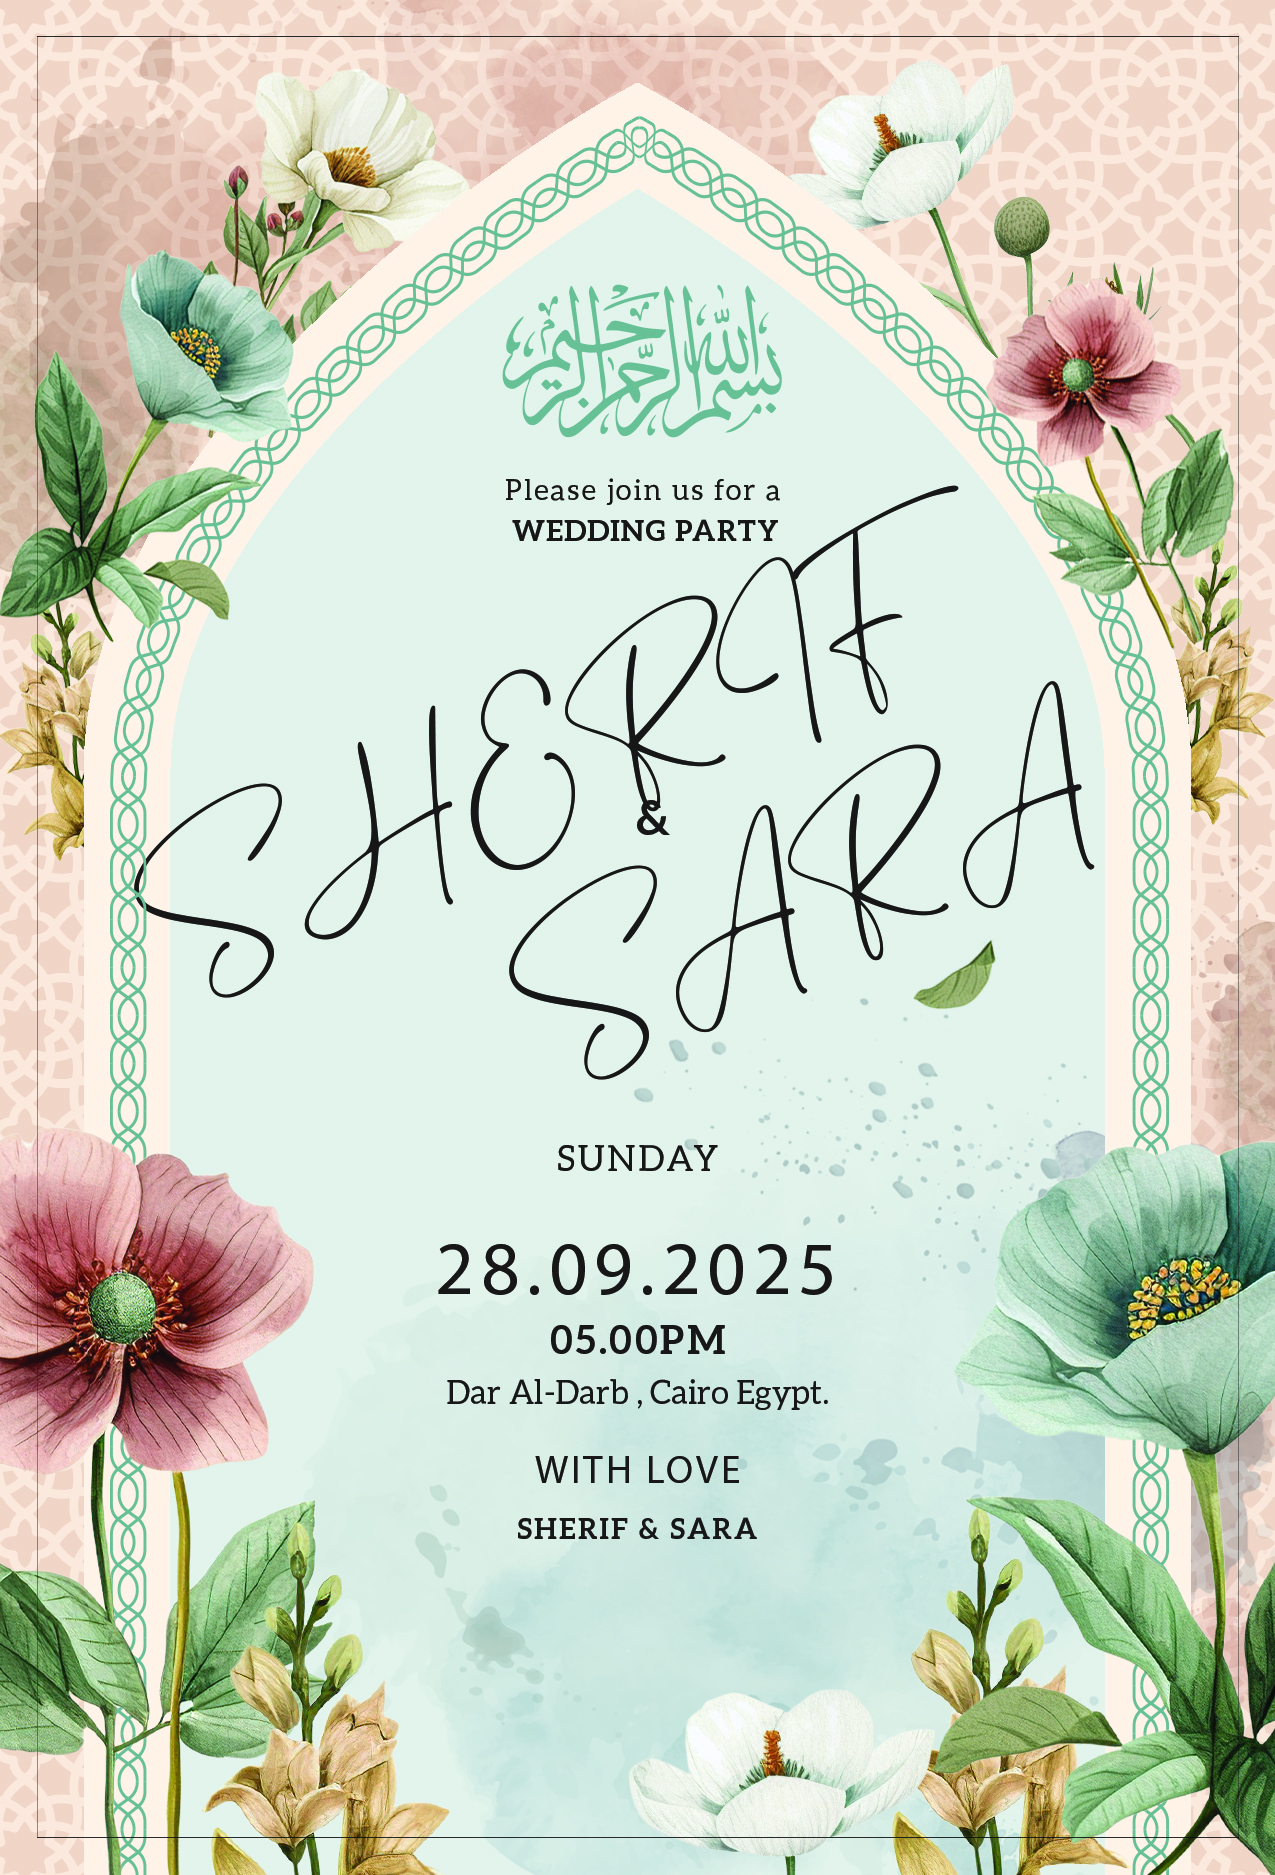 بسم الله الرحمن الرحيم
Please join us for a
WEDDING PARTY
SHERIF
&
SARA
SUNDAY
28.09.2025
05.00PM
Dar Al-Darb , Cairo Egypt.
WITH LOVE
SHERIF & SARA